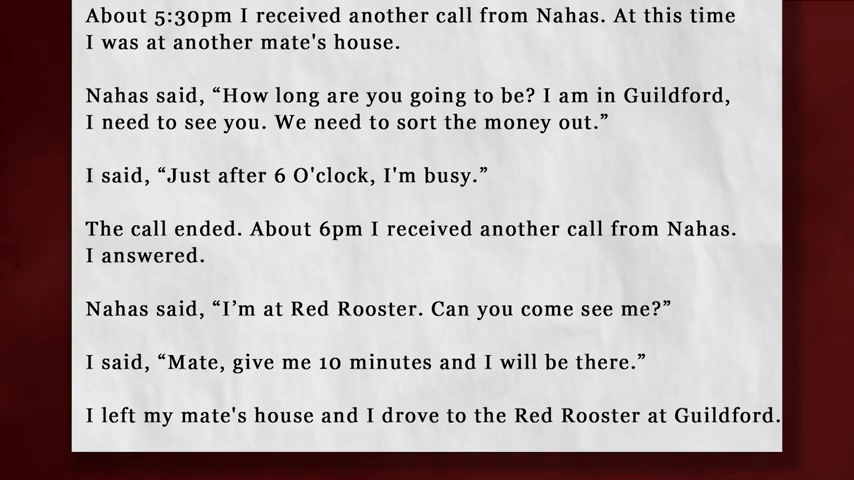 About 5:30pm I received another call from Nahas. At this time
I was at another mate's house.
Nahas said, “How long are you going to be? I am in Guildford,
I need to see you. We need to sort the money out.”
I said, “Just after 6 O'clock, I'm busy.”
The call ended. About 6pm I received another call from Nahas.
I answered.
Nahas said, “I’m at Red Rooster. Can you come see me?”
I said, “Mate, give me 10 minutes and I will be there.”
I left my mate's house and I drove to the Red Rooster at Guildford.